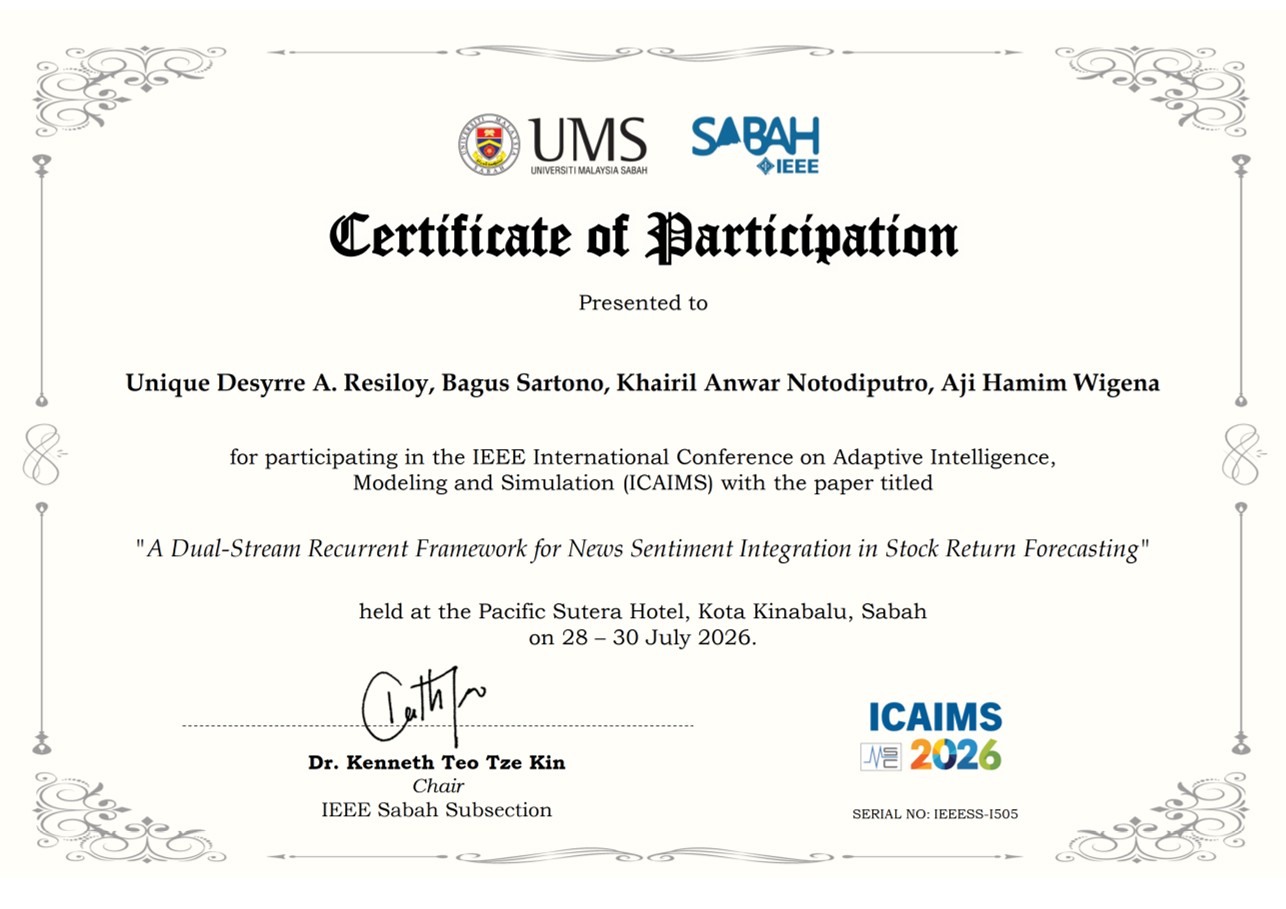 UMS
UNIVERSITI MALAYSIA SABAH
SABAH
IEEE
Certificate of Participation
Presented to
Unique Desyrre A. Resiloy, Bagus Sartono, Khairil Anwar Notodiputro, Aji Hamim Wigena
for participating in the IEEE International Conference on Adaptive Intelligence,
Modeling and Simulation (ICAIMS) with the paper titled
"A Dual-Stream Recurrent Framework for News Sentiment Integration in Stock Return Forecasting"
held at the Pacific Sutera Hotel, Kota Kinabalu, Sabah
on 28 – 30 July 2026.
Dr. Kenneth Teo Tze Kin
Chair
IEEE Sabah Subsection
ICAIMS
MSC 2026
SERIAL NO: IEEESS-I505